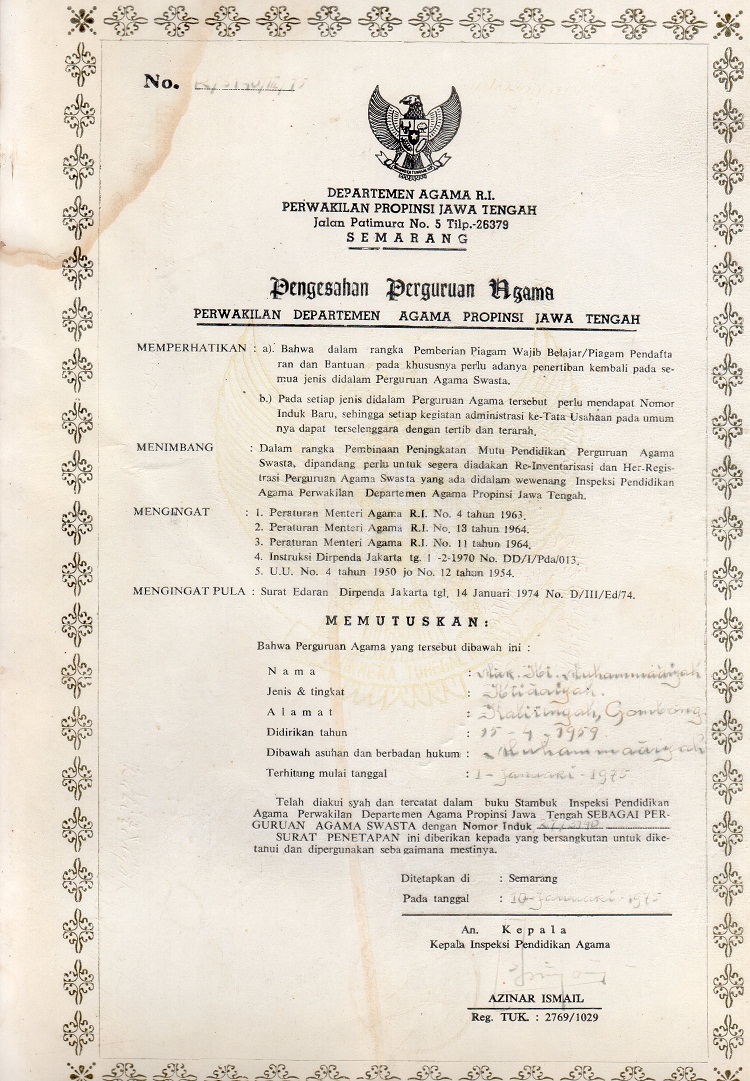 No.
DEPARTEMEN AGAMA R.I.
PERWAKILAN PROPINSI JAWA TENGAH
Jalan Patimura No. 5 Tilp.-26379
SEMARANG
Pengesahan Perguruan Agama
PERWAKILAN DEPARTEMEN AGAMA PROPINSI JAWA TENGAH
MEMPERHATIKAN : a). Bahwa dalam rangka Pemberian Piagam Wajib Belajar/Piagam Pendafta
ran dan Bantuan pada khususnya perlu adanya penertiban kembali pada se-
mua jenis didalam Perguruan Agama Swasta.
b.) Pada setiap jenis didalam Perguruan Agama tersebut perlu mendapat Nomor
Induk Baru, sehingga setiap kegiatan administrasi ke-Tata Usahaan pada umum
nya dapat terselenggara dengan tertib dan terarah.
MENIMBANG : Dalam rangka Pembinaan Peningkatan Mutu Pendidikan Perguruan Agama
Swasta, dipandang perlu untuk segera diadakan Re-Inventarisasi dan Her-Regis-
trasi Perguruan Agama Swasta yang ada didalam wewenang Inspeksi Pendidikan
Agama Perwakilan Departemen Agama Propinsi Jawa Tengah.
MENGINGAT : 1. Peraturan Menteri Agama R.I. No. 4 tahun 1963.
2. Peraturan Menteri Agama R.I. No. 13 tahun 1964.
3. Peraturan Menteri Agama R.I. No. 11 tahun 1964.
4. Instruksi Dirpenda Jakarta tg. 1 -2-1970 No. DD/I/Pda/013.
5. U.U. No. 4 tahun 1950 jo No. 12 tahun 1954.
MENGINGAT PULA : Surat Edaran Dirpenda Jakarta tgl. 14 Januari 1974 No. D/III/Ed/74.
MEMUTUSKAN :
Bahwa Perguruan Agama yang tersebut dibawah ini :
Nama : Muhammadiyah
Jenis & tingkat : Ibtidaiyah.
Alamat : Kalitengah, Gombong
Didirikan tahun : 15 - 4 - 1959
Dibawah asuhan dan berbadan hukum : Muhammadiyah
Terhitung mulai tanggal : 1 - Januari - 1975
Telah diakui syah dan tercatat dalam buku Stambuk Inspeksi Pendidikan
Agama Perwakilan Departemen Agama Propinsi Jawa Tengah SEBAGAI PER-
GURUAN AGAMA SWASTA dengan Nomor Induk
SURAT PENETAPAN ini diberikan kepada yang bersangkutan untuk dike-
tahui dan dipergunakan sebagaimana mestinya.
Ditetapkan di : Semarang
Pada tanggal : 10 - Januari - 1975
An. Kepala
Kepala Inspeksi Pendidikan Agama
AZINAR ISMAIL
Reg. TUK. : 2769/1029